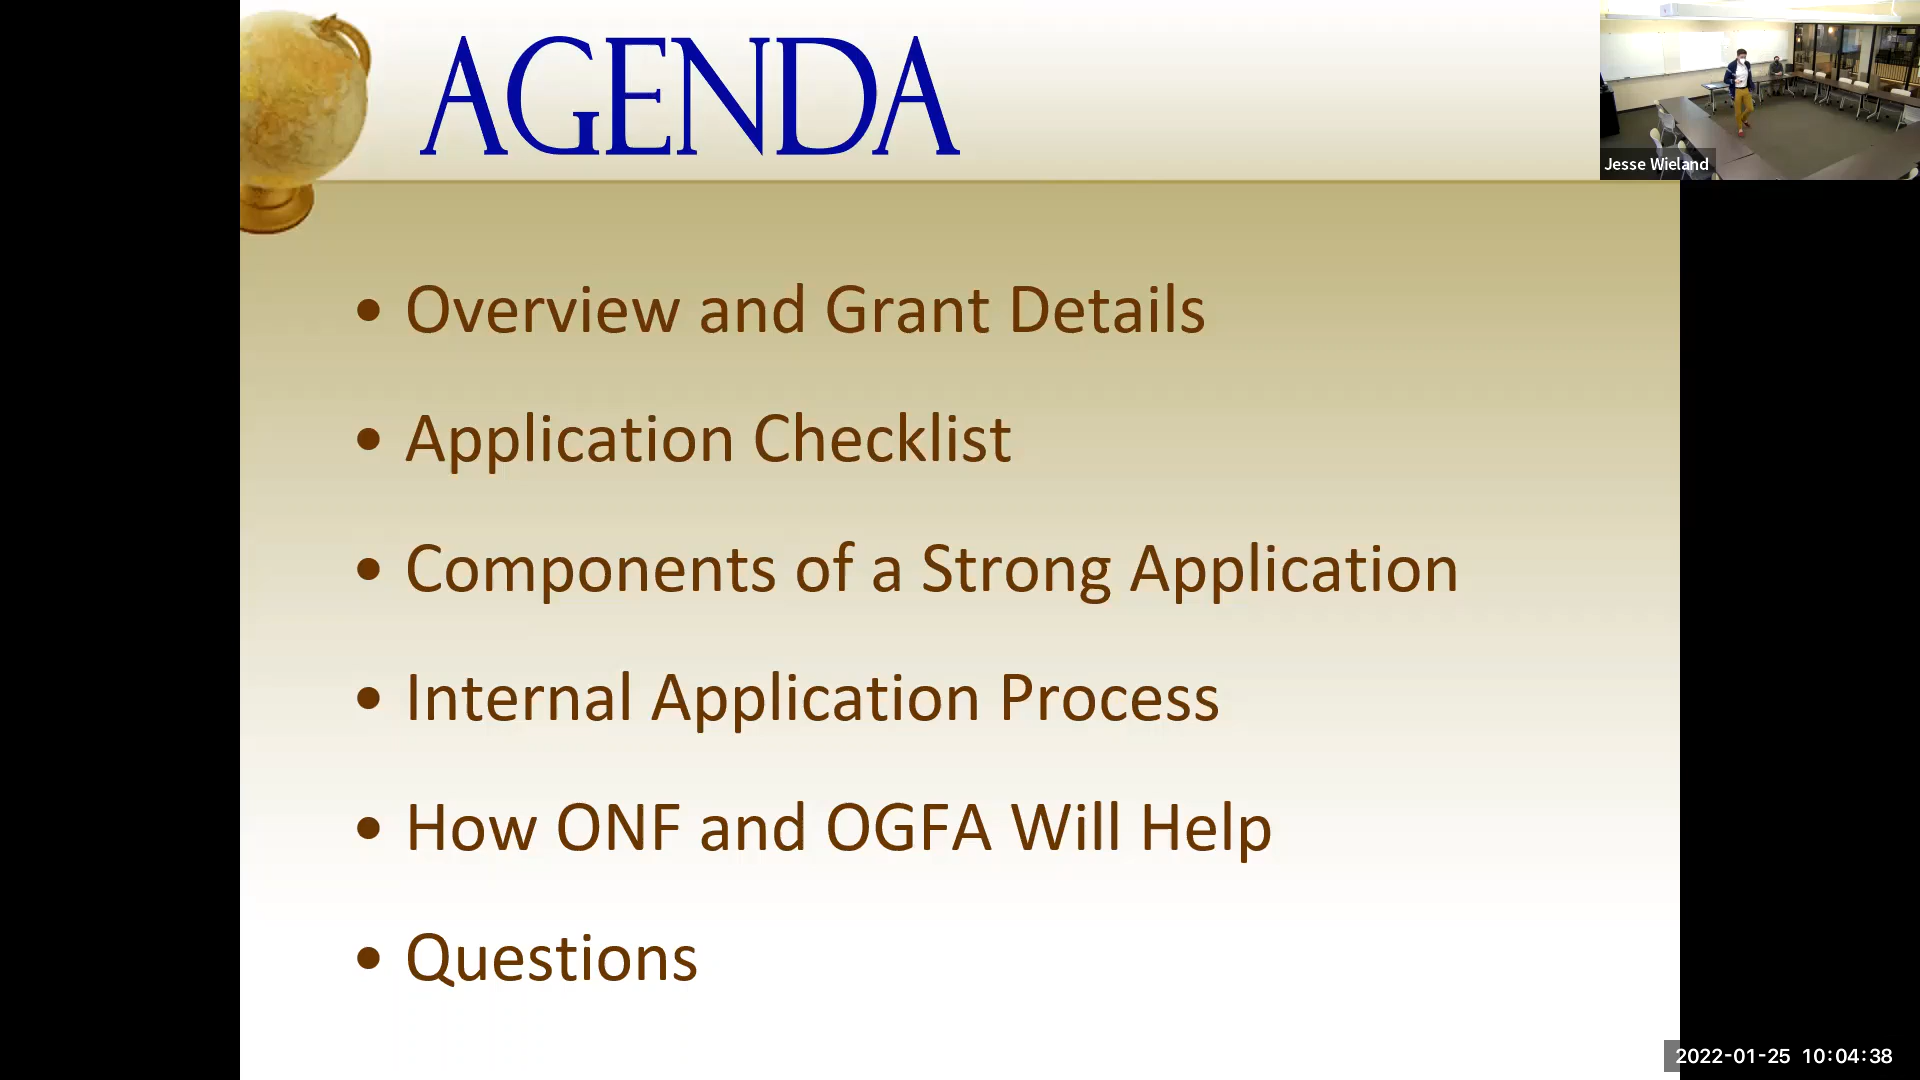 AGENDA
Jesse Wieland
• Overview and Grant Details
• Application Checklist
• Components of a Strong Application
• Internal Application Process
• How ONF and OGFA Will Help
• Questions
2022-01-25 10:04:38